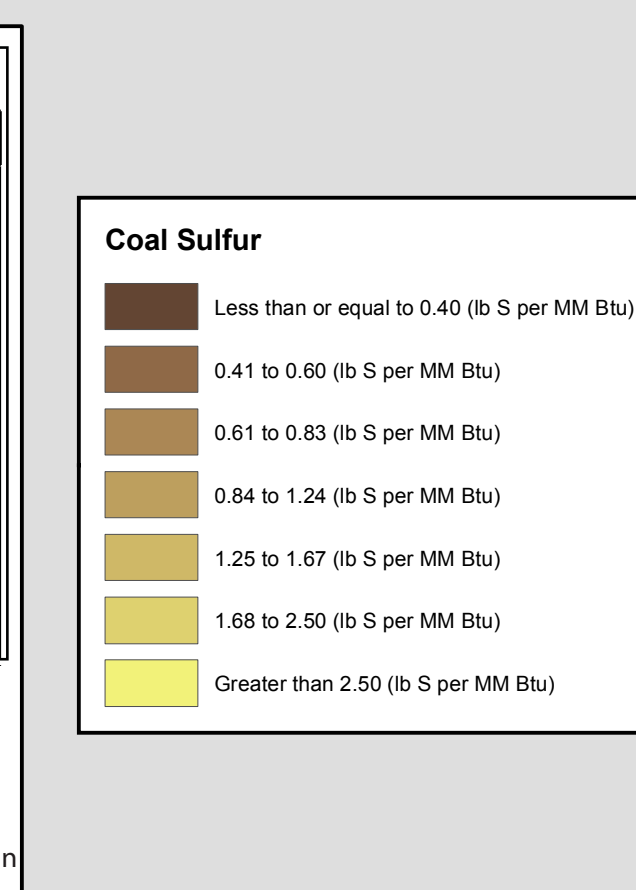 Coal Sulfur
Less than or equal to 0.40 (lb S per MM Btu)
0.41 to 0.60 (lb S per MM Btu)
0.61 to 0.83 (lb S per MM Btu)
0.84 to 1.24 (lb S per MM Btu)
1.25 to 1.67 (lb S per MM Btu)
1.68 to 2.50 (lb S per MM Btu)
Greater than 2.50 (lb S per MM Btu)
n